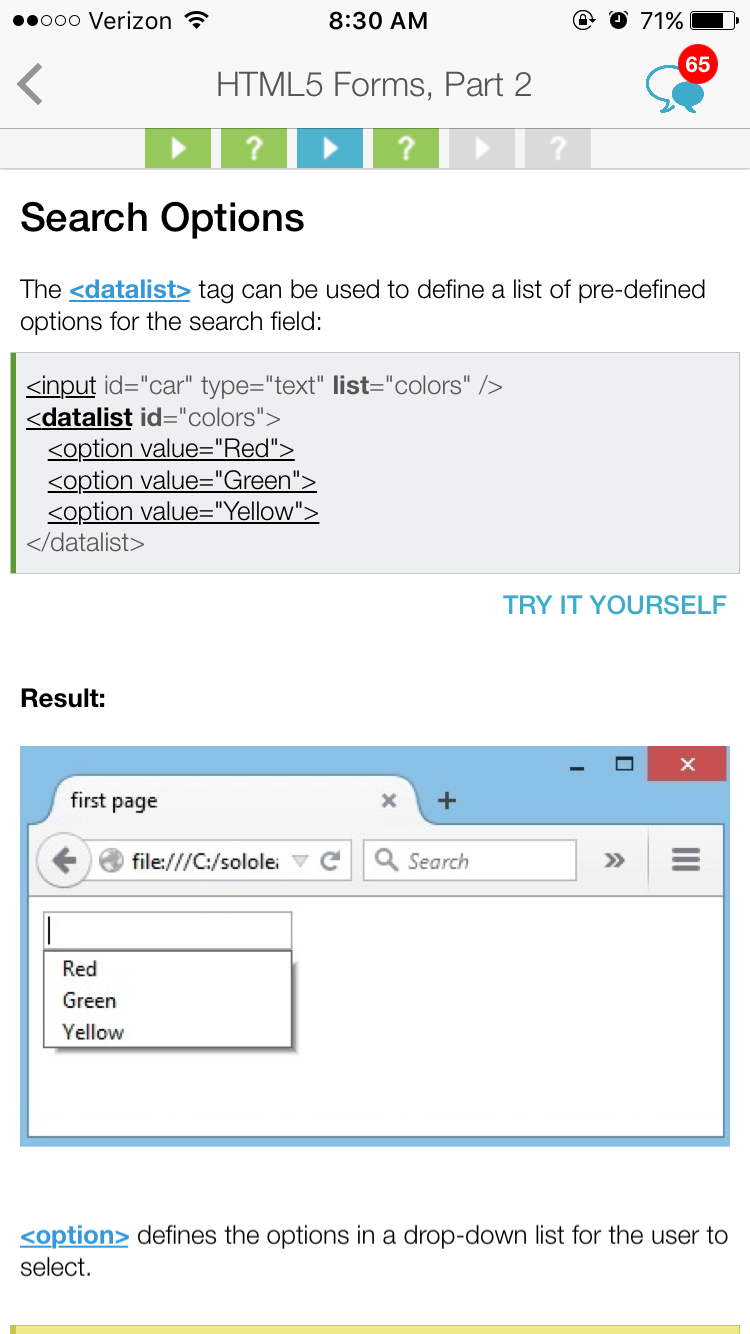 Verizon 8:30 AM 71%
HTML5 Forms, Part 2
65
? ? ?
Search Options
The <datalist> tag can be used to define a list of pre-defined
options for the search field:
<input id="car" type="text" list="colors" />
<datalist id="colors">
<option value="Red">
<option value="Green">
<option value="Yellow">
</datalist>
TRY IT YOURSELF
Result:
first page
file:///C:/solole
Search
Red
Green
Yellow
<option> defines the options in a drop-down list for the user to
select.